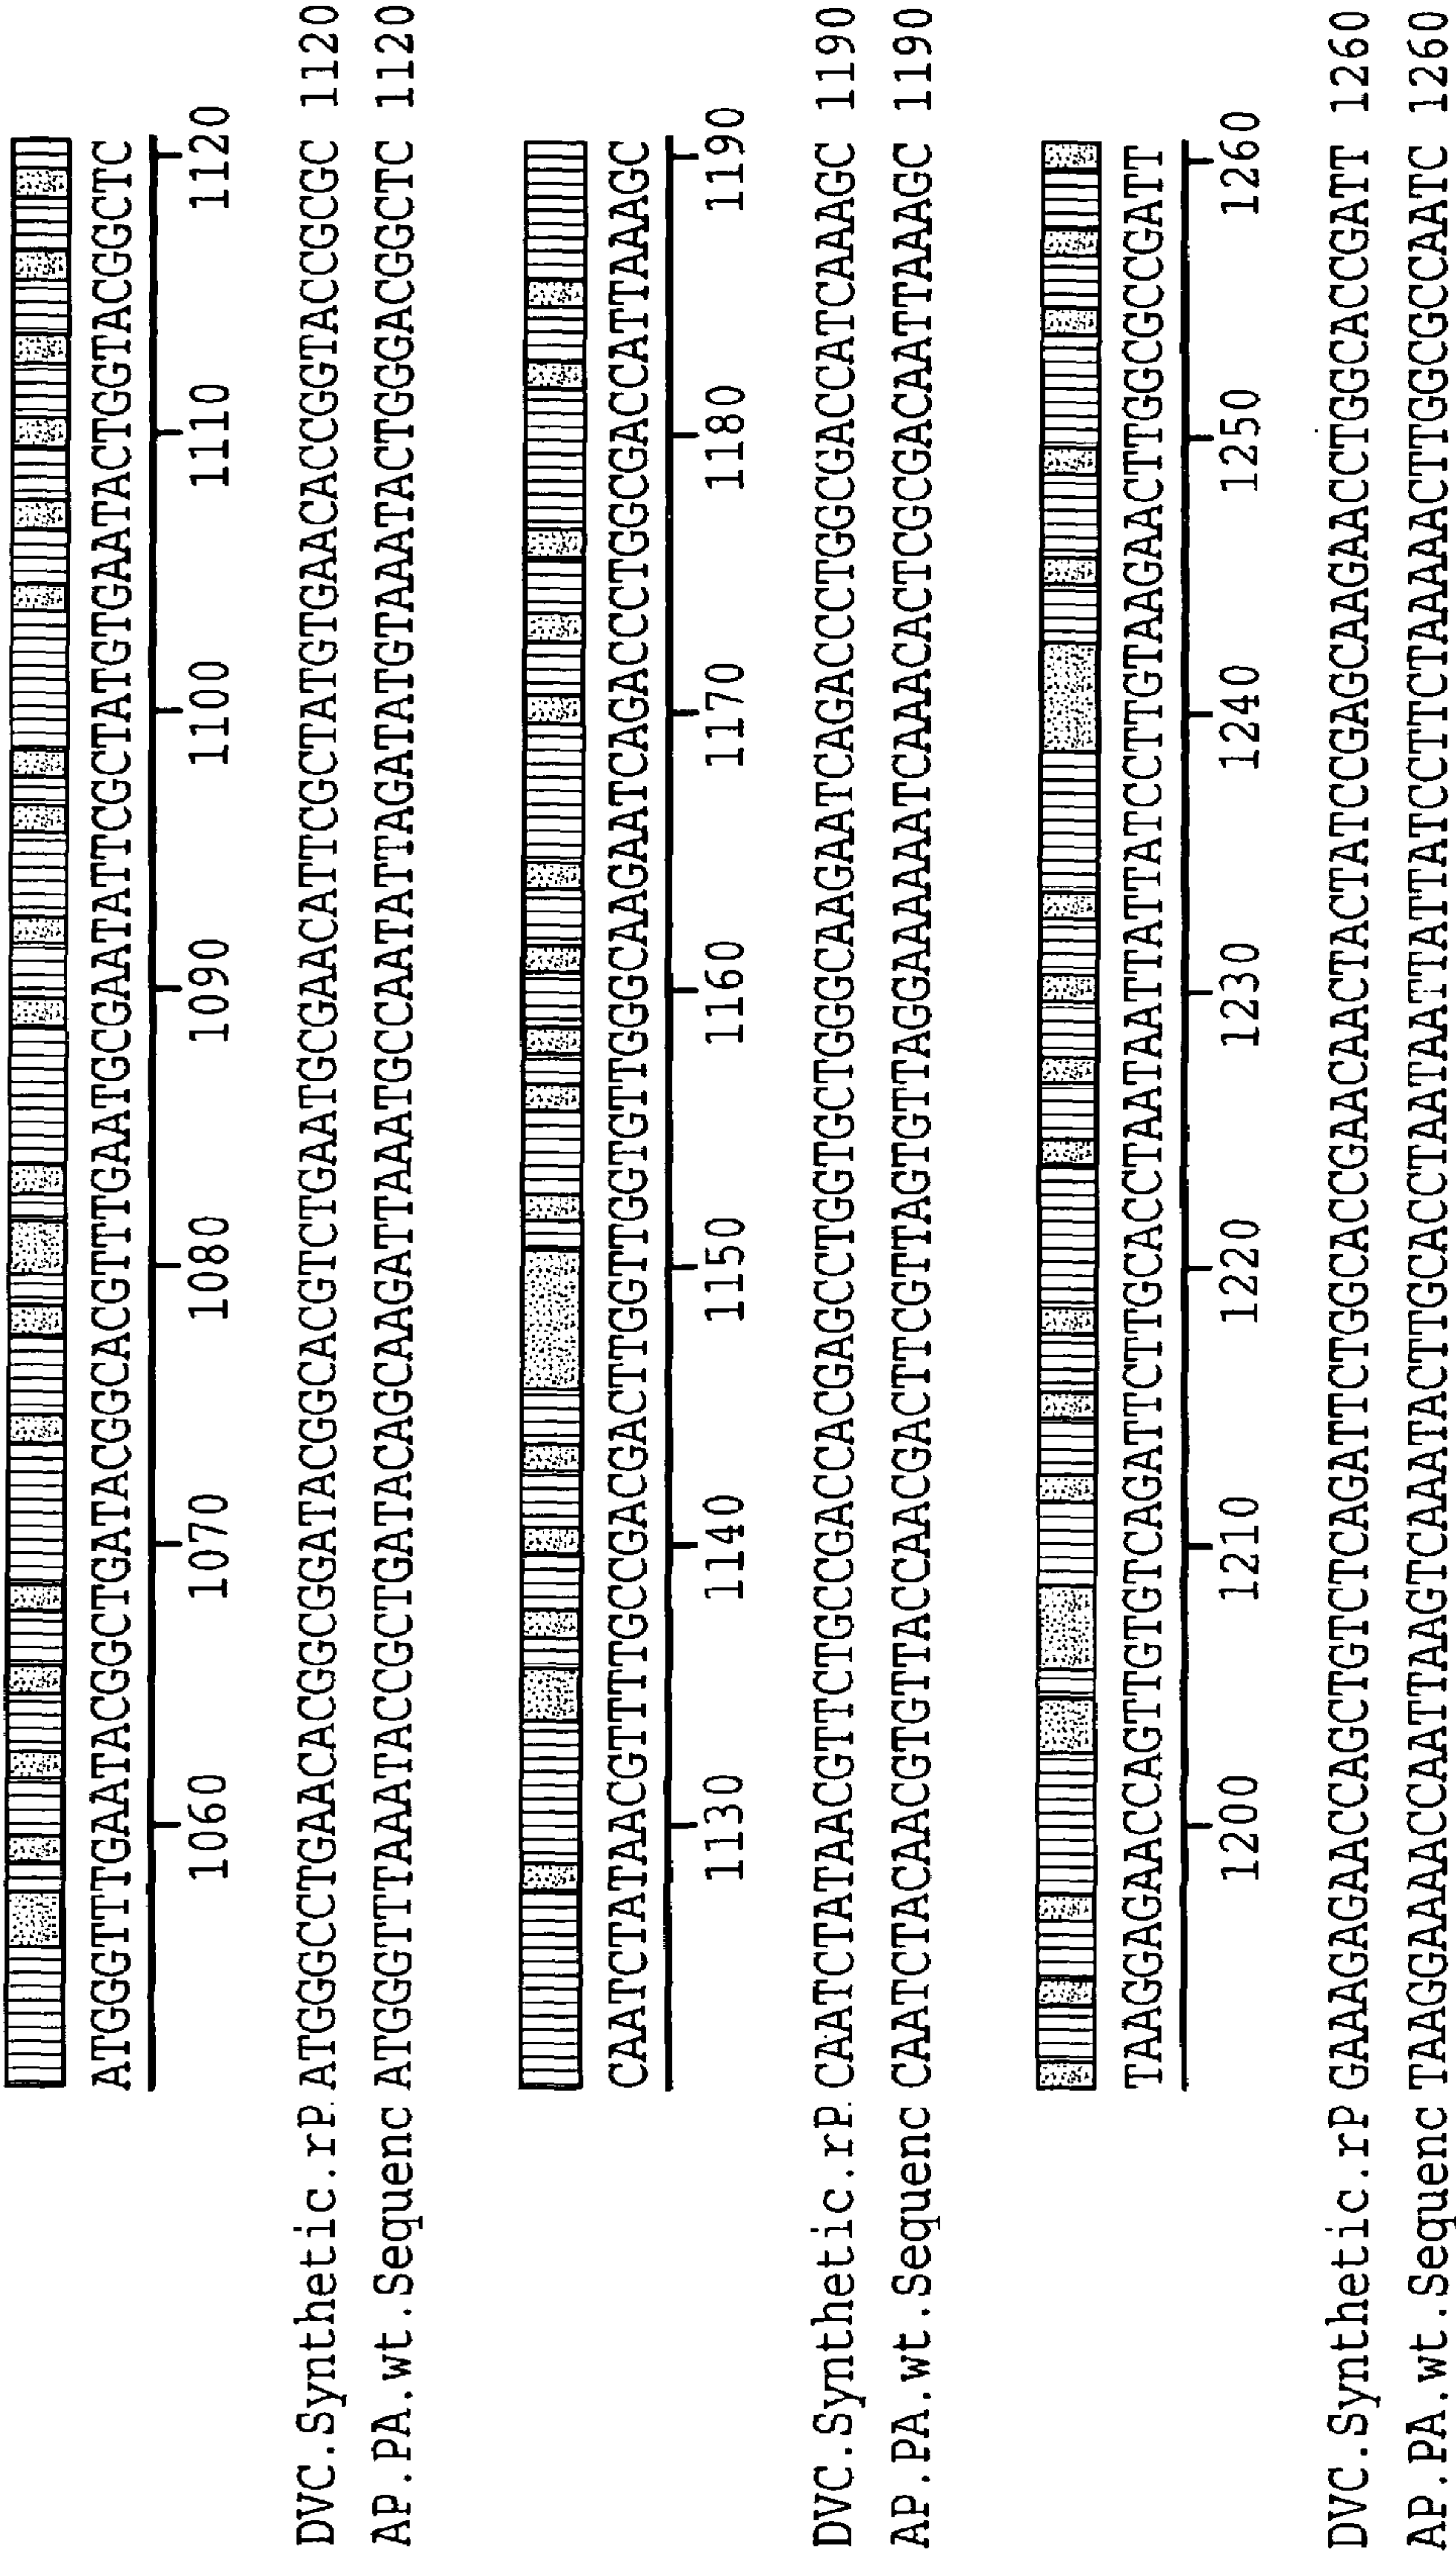 ATGGGTTTGAATACGGCTGATACGGCACGTTTGAATGCGAATATTCGCTATGTGAATACTGGTACGGCTC
1060 1070 1080 1090 1100 1110 1120
DVC.Synthetic.rP. ATGGGCCTGAACACGGCGGATACGGCACGTCTGAATGCGAACATTCGCTATGTGAACACCGGTACCGCGC 1120
AP.PA.wt.Sequenc ATGGGTTTAAATACCGCTGATACAGCAAGATTAAATGCCAATATTAGATATGTAAATACTGGGACGGCTC 1120
CAATCTATAACGTTTTGCCGACGACTTGGTTGGTGTTGGGCAAGAATCAGACCCTGGCGACCATTAAAGC
1130 1140 1150 1160 1170 1180 1190
DVC.Synthetic.rP. CAATCTATAACGTTCTGCCGACCACGAGCCTGGTGCTGGGCAAGAATCAGACCCTGGCGACCATCAAAGC 1190
AP.PA.wt.Sequenc CAATCTACAACGTGTTACCAACGACTTCGTTAGTGTTAGGAAAAAATCAAACACTCGCGACAATTAAAGC 1190
TAAGGAGAACCAGTTGTGTCAGATTCTTGCACCTAATAATTATTATCCTTGTAAGAACTTGGCGCCGATT
1200 1210 1220 1230 1240 1250 1260
DVC.Synthetic.rP GAAAGAGAACCAGCTGTCTCAGATTCTGGCACCGAACAACTACTATCCGAGCAAGAACCTGGCACCGATT 1260
AP.PA.wt.Sequenc TAAGGAAAACCAATTAAGTCAAATACTTGCACCTAATAATTATTATCCTTCTAAAAACTTGGCGCCAATC 1260